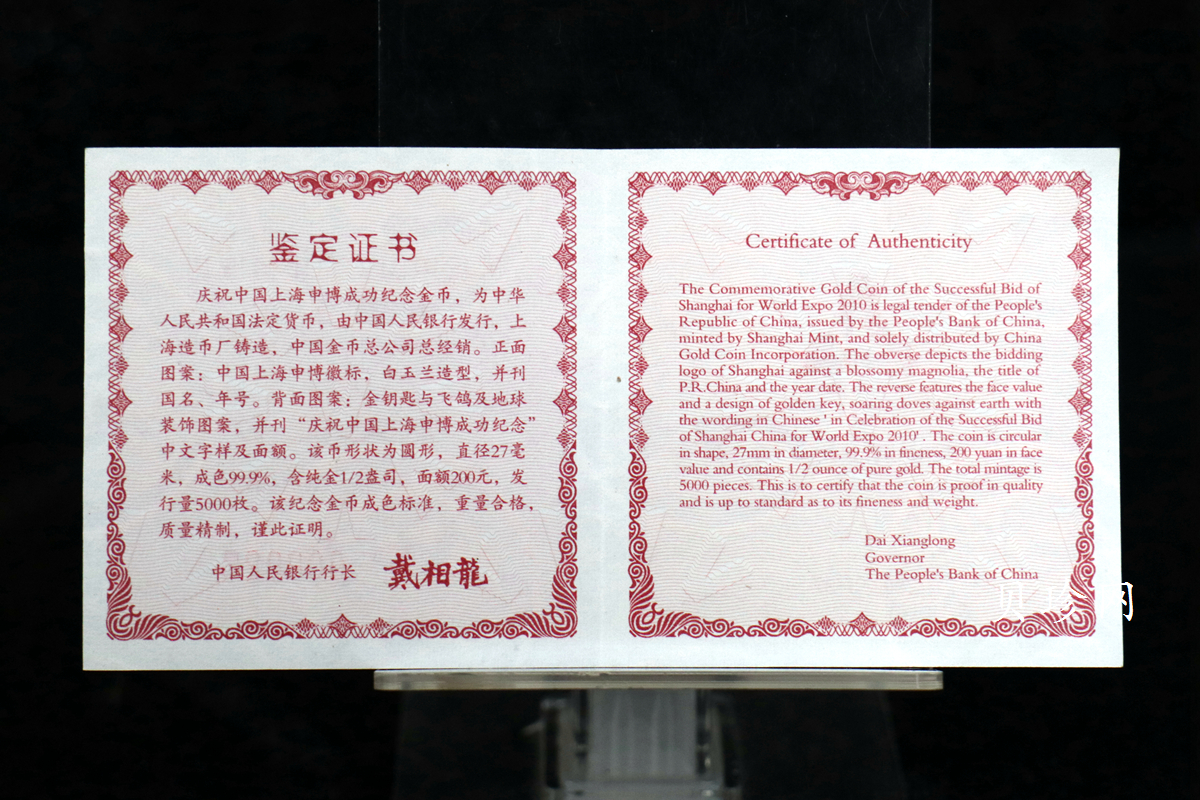 鉴定证书
庆祝中国上海申博成功纪念金币，为中华
人民共和国法定货币，由中国人民银行发行，上
海造币厂铸造，中国金币总公司总经销。正面
图案：中国上海申博徽标，白玉兰造型，并刊
国名、年号。背面图案：金钥匙与飞鸽及地球
装饰图案，并刊“庆祝中国上海申博成功纪念”
中文字样及面额。该币形状为圆形，直径27毫
米，成色99.9%，含纯金1/2盎司，面额200元，发
行量5000枚。该纪念金币成色标准，重量合格，
质量精制，谨此证明。
中国人民银行行长 戴相龍
Certificate of Authenticity
The Commemorative Gold Coin of the Successful Bid of
Shanghai for World Expo 2010 is legal tender of the People's
Republic of China, issued by the People's Bank of China,
minted by Shanghai Mint, and solely distributed by China
Gold Coin Incorporation. The obverse depicts the bidding
logo of Shanghai against a blossomy magnolia, the title of
P.R.China and the year date. The reverse features the face value
and a design of golden key, soaring doves against earth with
the wording in Chinese ' in Celebration of the Successful Bid
of Shanghai China for World Expo 2010' . The coin is circular
in shape, 27mm in diameter, 99.9% in fineness, 200 yuan in face
value and contains 1/2 ounce of pure gold. The total mintage is
5000 pieces. This is to certify that the coin is proof in quality
and is up to standard as to its fineness and weight.
Dai Xianglong
Governor
The People's Bank of China